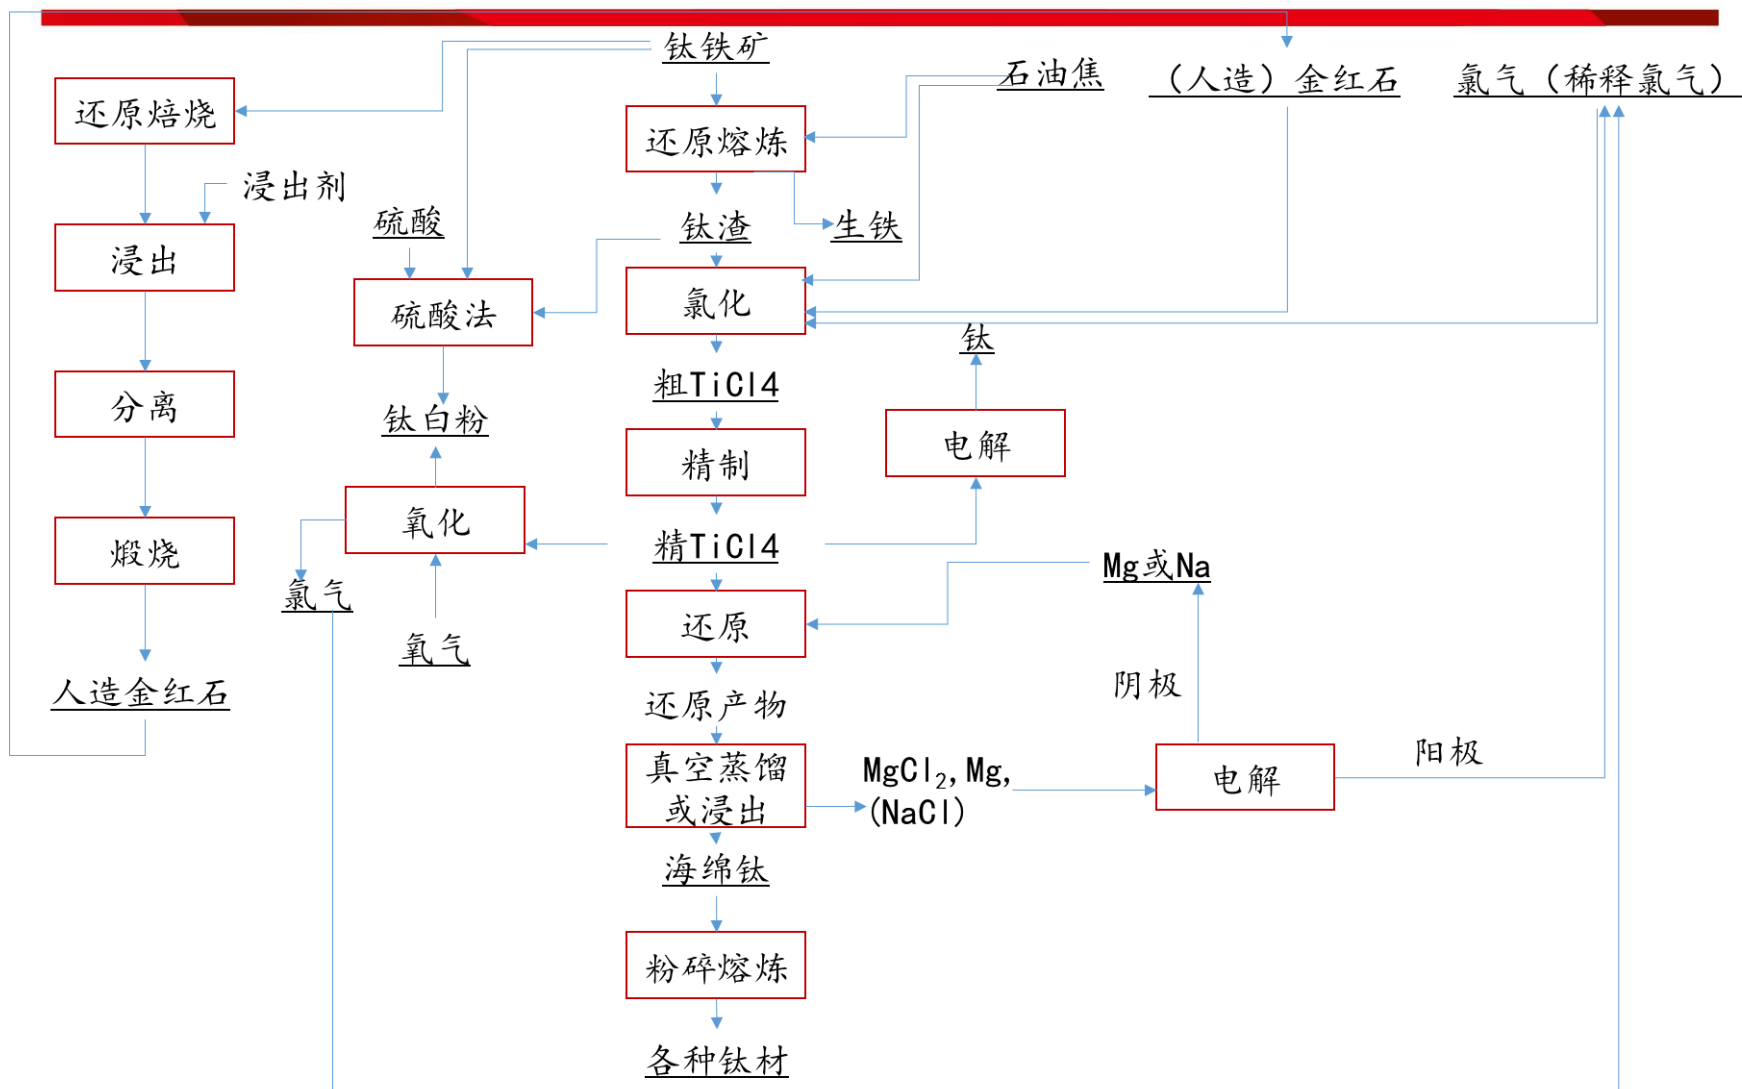 钛铁矿
石油焦
（人造）金红石
氯气（稀释氯气）
还原焙烧
还原熔炼
浸出剂
硫酸
钛渣
生铁
浸出
硫酸法
氯化
钛
粗TiCl4
分离
钛白粉
电解
精制
氧化
精TiCl4
煅烧
Mg或Na
氯气
还原
氧气
人造金红石
还原产物
阴极
真空蒸馏
或浸出
MgCl₂,Mg,
(NaCl)
电解
阳极
海绵钛
粉碎熔炼
各种钛材